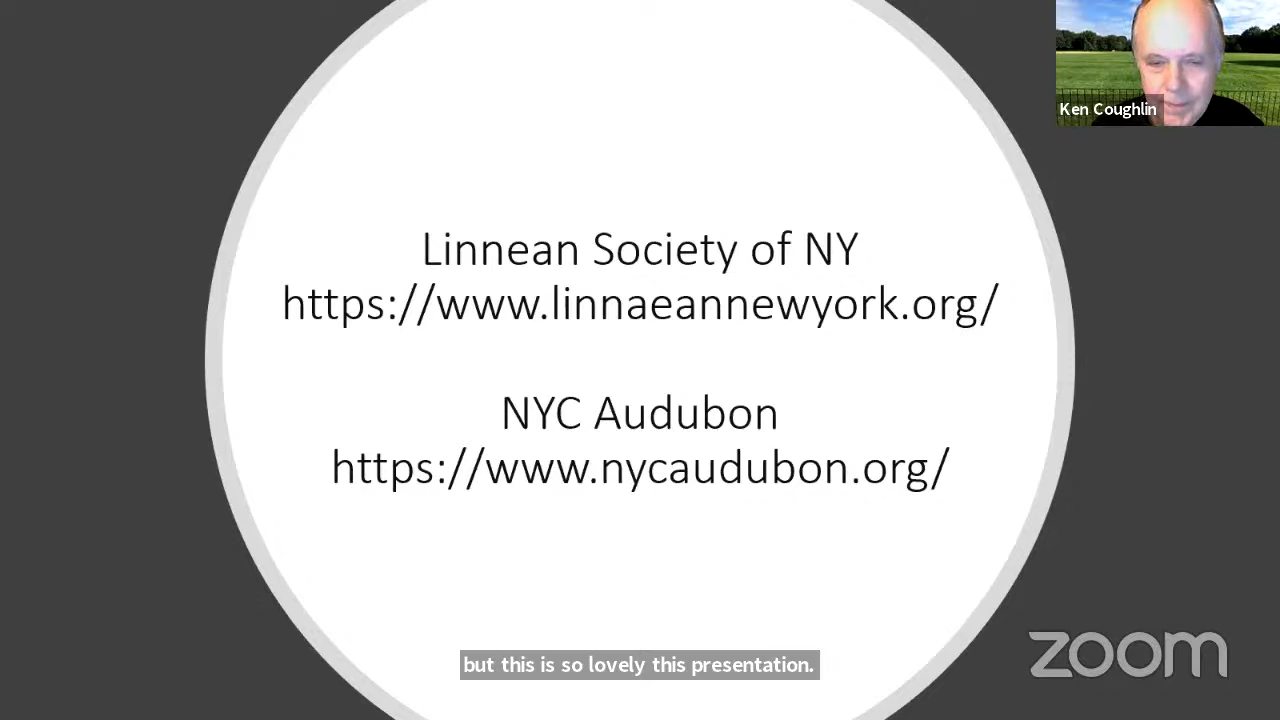 Ken Coughlin
Linnean Society of NY
https://www.linnaeannewyork.org/
NYC Audubon
https://www.nycaudubon.org/
but this is so lovely this presentation.
zoom